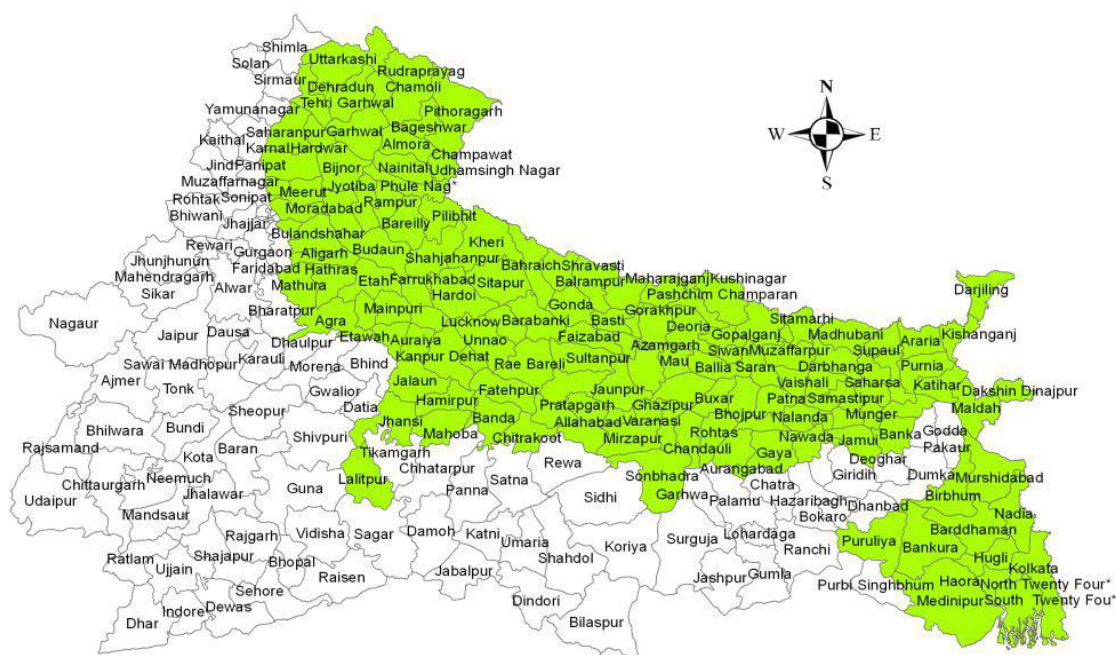 Shimla
Solan
Uttarkashi
Sirmaur
Rudraprayag
Dehradun
Chamoli
Tehri Garhwal
Yamunanagar
Pithoragarh
Saharanpur
Garhwal
Bageshwar
Kaithal
Karnal
Hardwar
Almora
Champawat
Jind
Panipat
Bijnor
Nainital
Udhamsingh Nagar
Muzaffarnagar
Jyotiba Phule Nag*
Rohtak
Sonipat
Meerut
Rampur
Bhiwani
Moradabad
Pilibhit
Jhajjar
Bareilly
Bulandshahar
Rewari
Gurgaon
Aligarh
Budaun
Kheri
Jhunjhunún
Faridabad
Hathras
Shahjahanpur
Bahraich
Shravasti
Mahendragarh
Etah
Farrukhabad
Sitapur
Balrampur
Maharajganj
Kushinagar
Sikar
Alwar
Mathura
Hardoi
Pashchim Champaran
Darjiling
Bharatpur
Mainpuri
Gonda
Gorakhpur
Sitamarhi
Nagaur
Jaipur
Dausa
Agra
Lucknow
Barabanki
Basti
Deoria
Gopalganj
Madhubani
Kishanganj
Dhaulpur
Etawah
Auraiya
Unnao
Faizabad
Azamgarh
Siwan
Muzaffarpur
Supaul
Araria
Sawai Madhopur
Karauli
Morena
Bhind
Kanpur Dehat
Rae Bareli
Sultanpur
Mau
Ballia
Saran
Darbhanga
Purnia
Ajmer
Tonk
Gwalior
Jalaun
Fatehpur
Jaunpur
Vaishali
Saharsa
Katihar
Dakshin Dinajpur
Sheopur
Datia
Hamirpur
Pratapgarh
Ghazipur
Buxar
Patna
Samastipur
Maldah
Bhilwara
Bundi
Jhansi
Banda
Allahabad
Varanasi
Bhojpur
Nalanda
Munger
Rajsamand
Kota
Baran
Shivpuri
Mahoba
Chitrakoot
Mirzapur
Rohtas
Nawada
Jamui
Banka
Godda
Tikamgarh
Chandauli
Gaya
Pakaur
Chittaurgarh
Neemuch
Chhatarpur
Rewa
Aurangabad
Deoghar
Udaipur
Jhalawar
Guna
Lalitpur
Satna
Sonbhadra
Chatra
Giridih
Dumka
Murshidabad
Mandsaur
Panna
Sidhi
Garhwa
Palamu
Hazaribagh
Dhanbad
Birbhum
Bokaro
Nadia
Rajgarh
Vidisha
Sagar
Damoh
Katni
Umaria
Surguja
Lohardaga
Barddhaman
Ratlam
Shajapur
Bhopal
Shahdol
Koriya
Ranchi
Puruliya
Bankura
Hugli
Ujjain
Raisen
Jabalpur
Jashpur
Gumla
Kolkata
Sehore
Purbi Singhbhum
Haora
North Twenty Four*
Dhar
Indore
Dewas
Dindori
Medinipur
South Twenty Fou*
Bilaspur
N
W
E
S